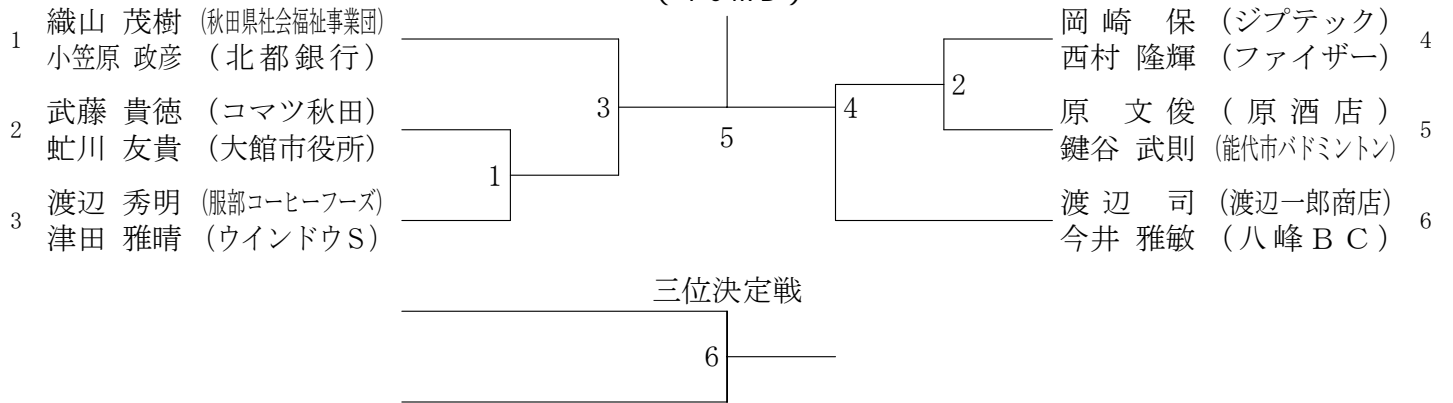 1 織山 茂樹 (秋田県社会福祉事業団)
小笠原 政彦 (北都銀行)
2 武藤 貴徳 (コマツ秋田)
虻川 友貴 (大館市役所)
3 渡辺 秀明 (服部コーヒーフーズ)
津田 雅晴 (ウインドウS)
1
3
5
4
2
岡崎 保 (ジプテック) 4
西村 隆輝 (ファイザー)
原 文俊 (原酒店) 5
鍵谷 武則 (能代市バドミントン)
渡辺 司 (渡辺一郎商店) 6
今井 雅敏 (八峰BC)
三位決定戦
6